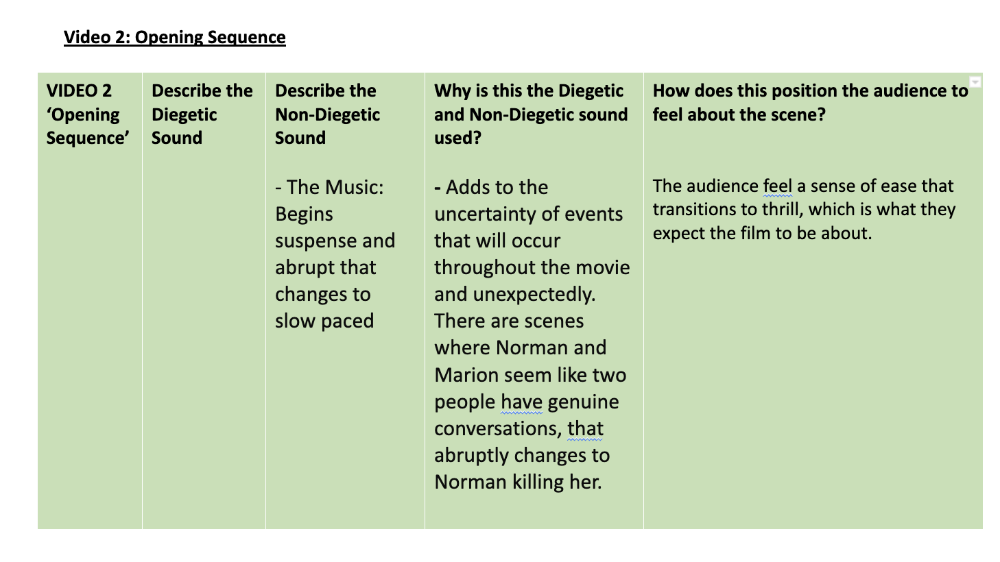 Video 2: Opening Sequence
VIDEO 2
‘Opening
Sequence’
Describe the
Diegetic
Sound
Describe the
Non-Diegetic
Sound
- The Music:
Begins
suspense and
abrupt that
changes to
slow paced
Why is this the Diegetic
and Non-Diegetic sound
used?
- Adds to the
uncertainty of events
that will occur
throughout the movie
and unexpectedly.
There are scenes
where Norman and
Marion seem like two
people have genuine
conversations, that
abruptly changes to
Norman killing her.
How does this position the audience to
feel about the scene?
The audience feel a sense of ease that
transitions to thrill, which is what they
expect the film to be about.